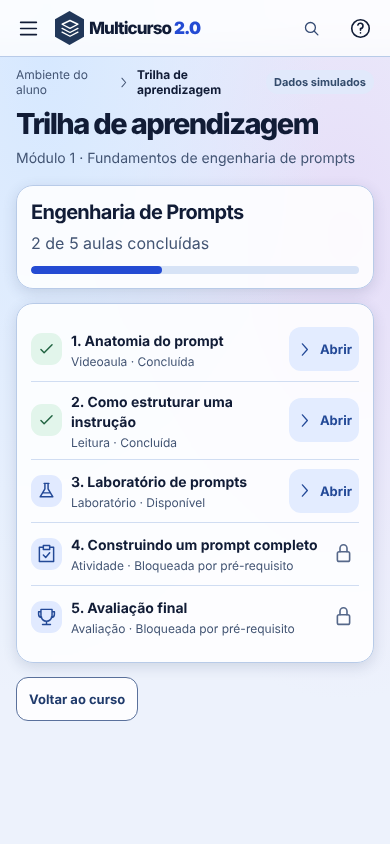 Multicurso 2.0
Ambiente do
aluno
Trilha de
aprendizagem
Dados simulados
Trilha de aprendizagem
Módulo 1 · Fundamentos de engenharia de prompts
Engenharia de Prompts
2 de 5 aulas concluídas
1. Anatomia do prompt
Videoaula · Concluída
Abrir
2. Como estruturar uma
instrução
Leitura · Concluída
Abrir
3. Laboratório de prompts
Laboratório · Disponível
Abrir
4. Construindo um prompt completo
Atividade · Bloqueada por pré-requisito
5. Avaliação final
Avaliação · Bloqueada por pré-requisito
Voltar ao curso